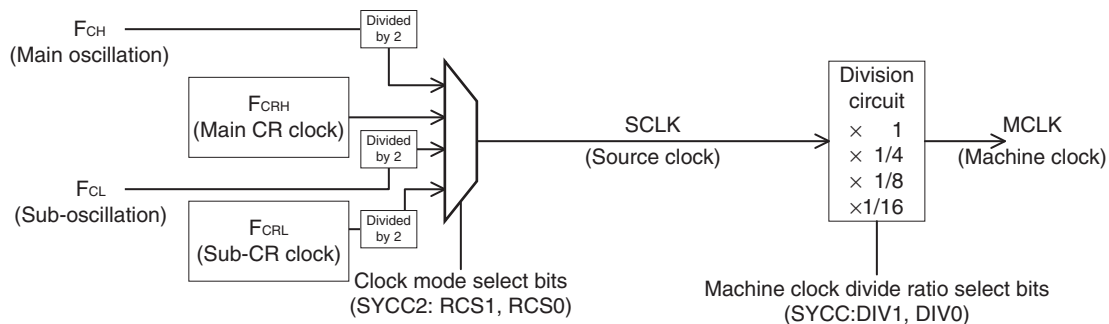 FCH
(Main oscillation)
Divided
by 2
FCRH
(Main CR clock)
Divided
by 2
FCL
(Sub-oscillation)
FCRL
(Sub-CR clock)
Divided
by 2
Clock mode select bits
(SYCC2: RCS1, RCS0)
SCLK
(Source clock)
Division
circuit
× 1
× 1/4
× 1/8
×1/16
MCLK
(Machine clock)
Machine clock divide ratio select bits
(SYCC:DIV1, DIV0)